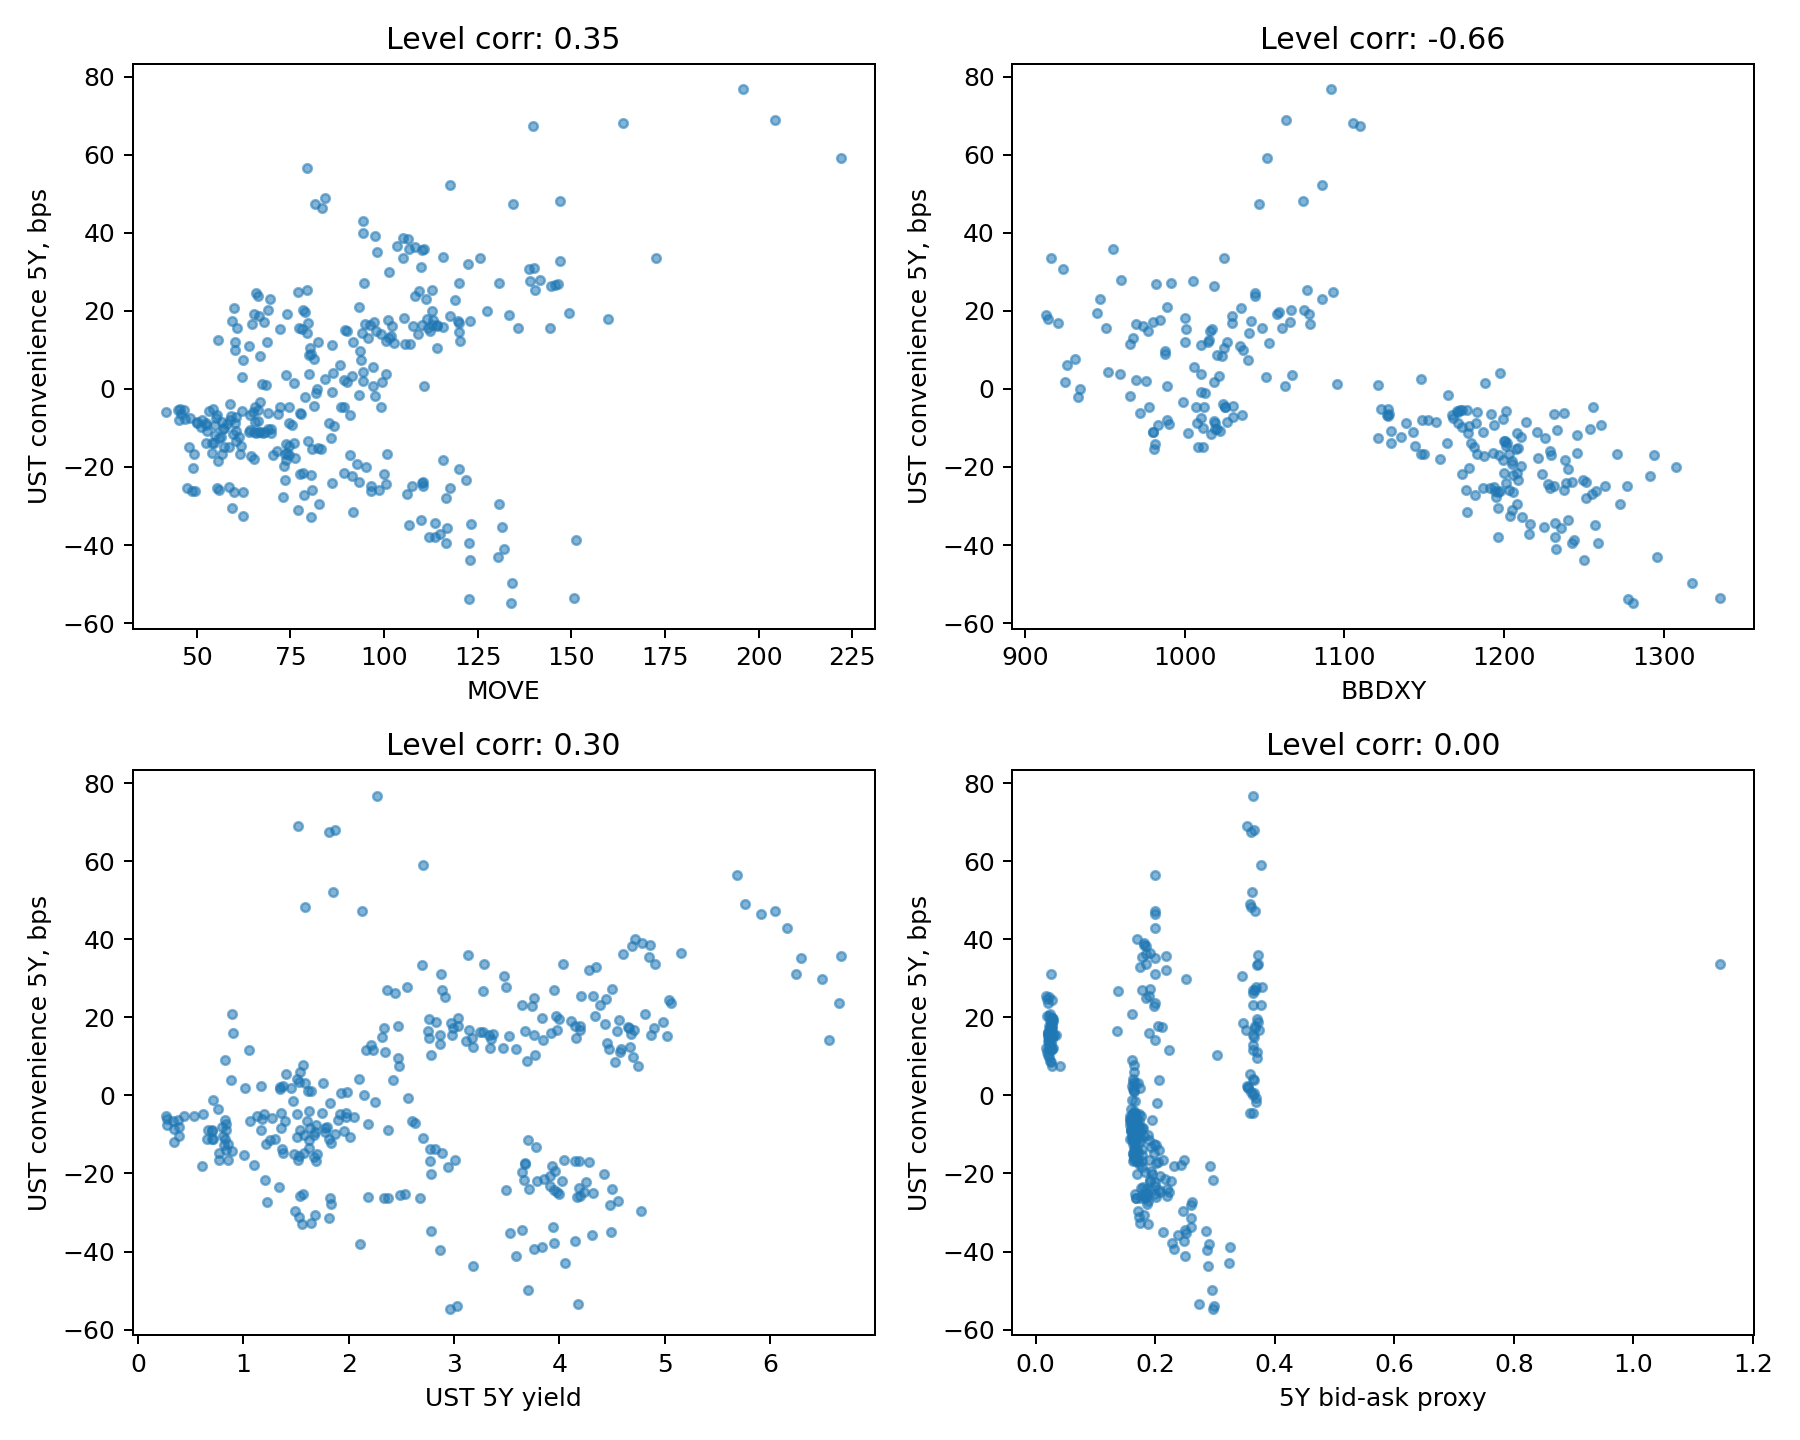 Level corr: 0.35
UST convenience 5Y, bps
80
60
40
20
0
−20
−40
−60
50 75 100 125 150 175 200 225
MOVE
Level corr: -0.66
UST convenience 5Y, bps
80
60
40
20
0
−20
−40
−60
900 1000 1100 1200 1300
BBDXY
Level corr: 0.30
UST convenience 5Y, bps
80
60
40
20
0
−20
−40
−60
0 1 2 3 4 5 6
UST 5Y yield
Level corr: 0.00
UST convenience 5Y, bps
80
60
40
20
0
−20
−40
−60
0.0 0.2 0.4 0.6 0.8 1.0 1.2
5Y bid-ask proxy